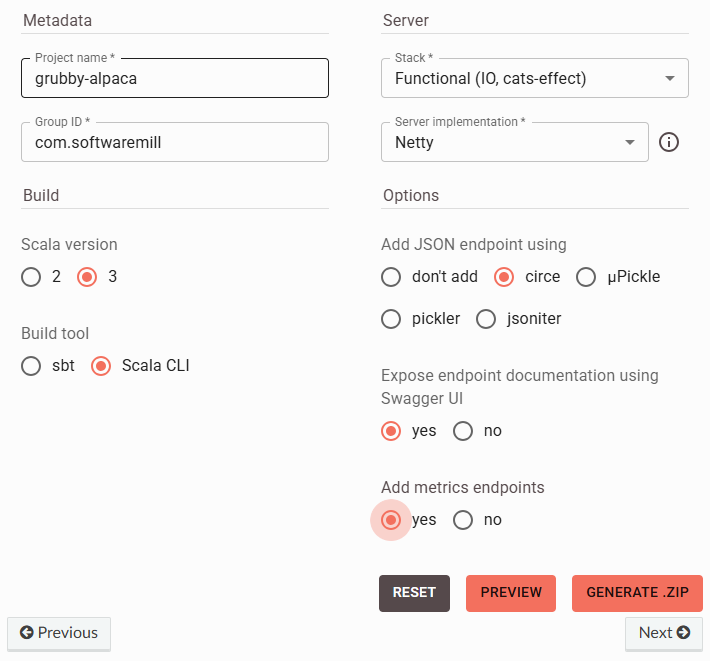 Metadata
Project name *
grubby-alpaca
Group ID *
com.softwaremill
Build
Scala version
2 3
Build tool
sbt Scala CLI
Server
Stack *
Functional (IO, cats-effect)
Server implementation *
Netty
Options
Add JSON endpoint using
don't add circe µPickle
pickler jsoniter
Expose endpoint documentation using
Swagger UI
yes no
Add metrics endpoints
yes no
RESET PREVIEW GENERATE .ZIP
Previous Next